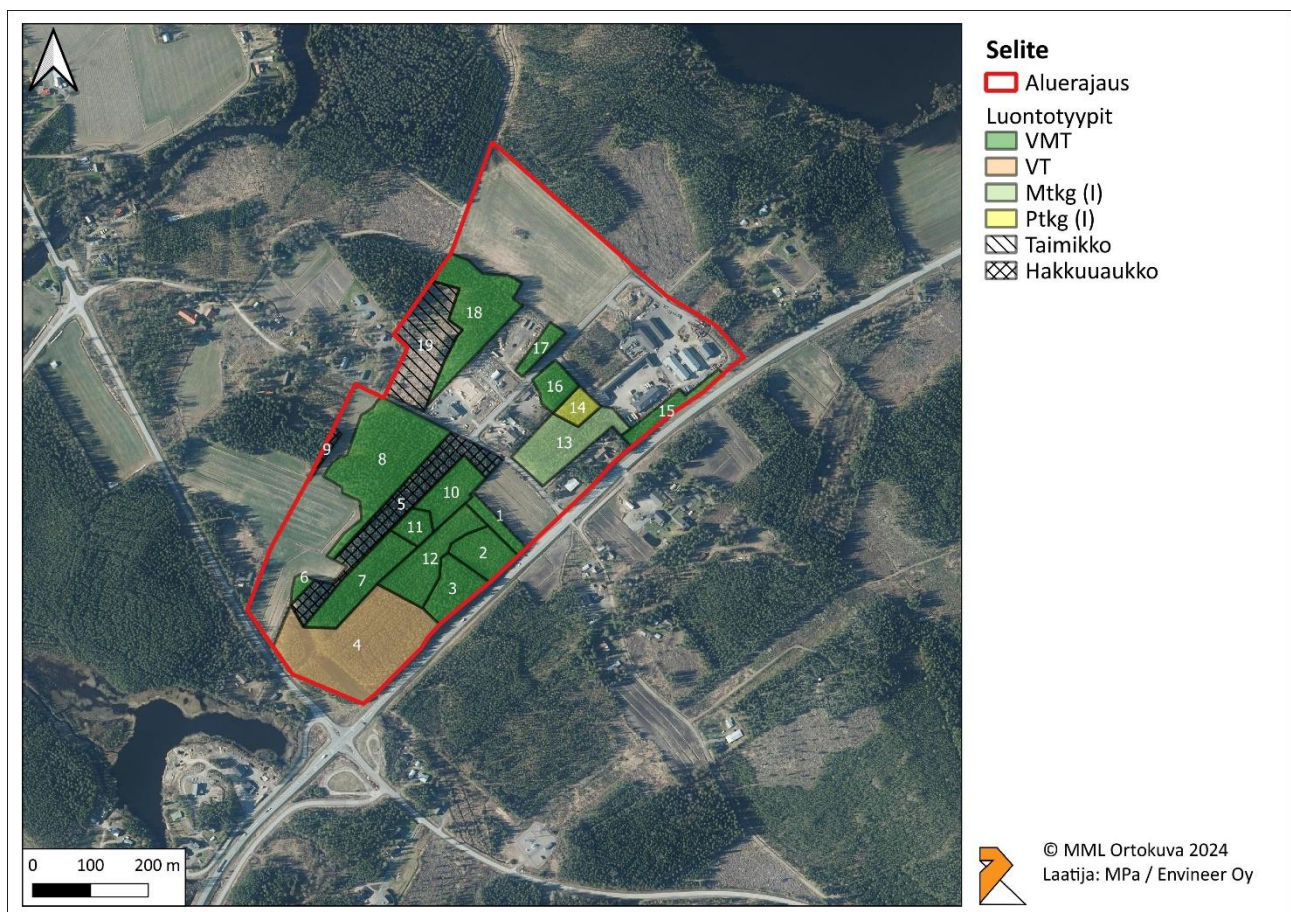 Selite
Aluerajaus
Luontotyypit
VMT
VT
Mtkg (I)
Ptkg (I)
Taimikko
Hakkuuaukko
18
19
17
16
14
15
13
9
8
5
10
1
11
2
12
6
7
3
4
0 100 200 m
© MML Ortokuva 2024
Laatija: MPa / Envineer Oy